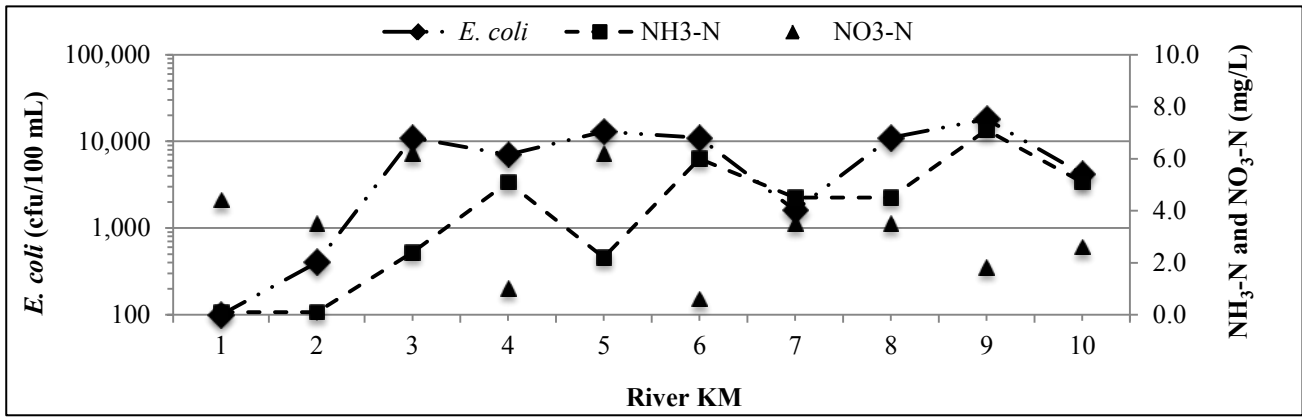 E. coli NH3-N NO3-N
100,000
10,000
1,000
100
E. coli (cfu/100 mL)
10.0
8.0
6.0
4.0
2.0
0.0
NH₃-N and NO₃-N (mg/L)
1 2 3 4 5 6 7 8 9 10
River KM